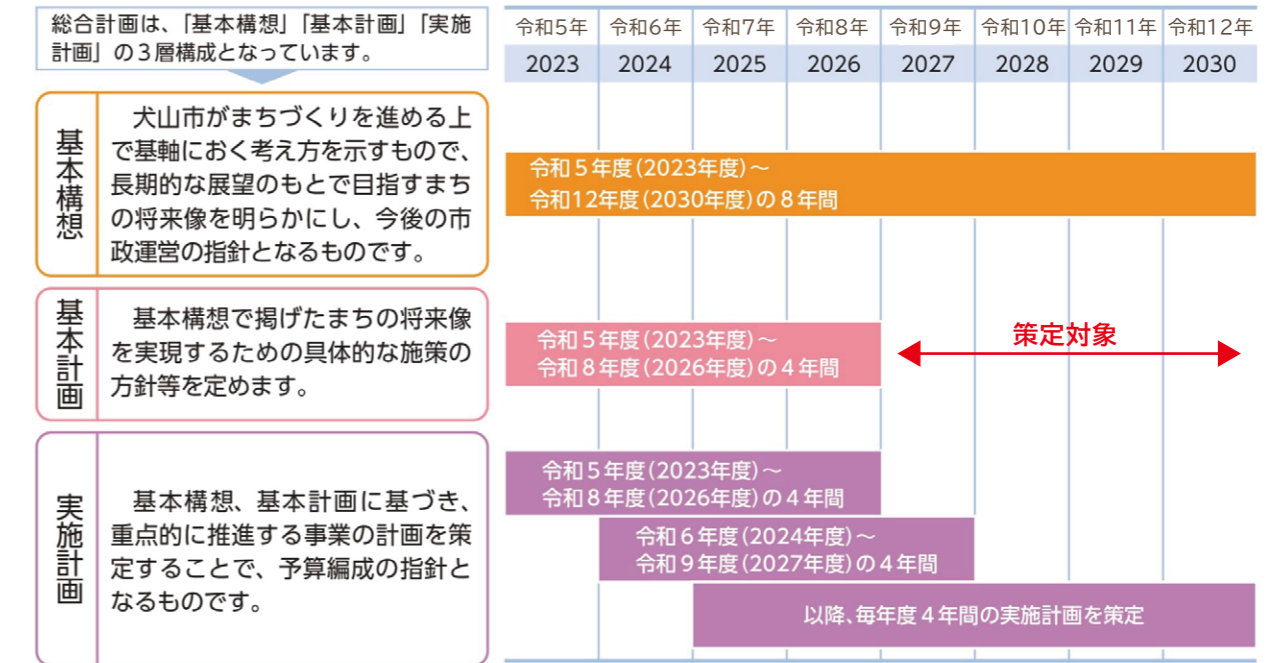 総合計画は、「基本構想」「基本計画」「実施
計画」の3層構成となっています。
令和5年 令和6年 令和7年 令和8年 令和9年 令和10年 令和11年 令和12年
2023 2024 2025 2026 2027 2028 2029 2030
基本構想
犬山市がまちづくりを進める上
で基軸におく考え方を示すもので、
長期的な展望のもとで目指すまち
の将来像を明らかにし、今後の市
政運営の指針となるものです。
令和5年度(2023年度)～
令和12年度(2030年度)の8年間
基本計画
基本構想で掲げたまちの将来像
を実現するための具体的な施策の
方針等を定めます。
令和5年度(2023年度)～
令和8年度(2026年度)の4年間
策定対象
実施計画
基本構想、基本計画に基づき、
重点的に推進する事業の計画を策
定することで、予算編成の指針と
なるものです。
令和5年度(2023年度)～
令和8年度(2026年度)の4年間
令和6年度(2024年度)～
令和9年度(2027年度)の4年間
以降、毎年度4年間の実施計画を策定